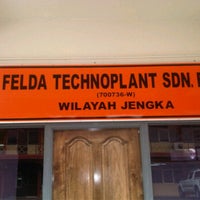 FELDA TECHNOPLANT SDN.
(700736-W)
WILAYAH JENGKA